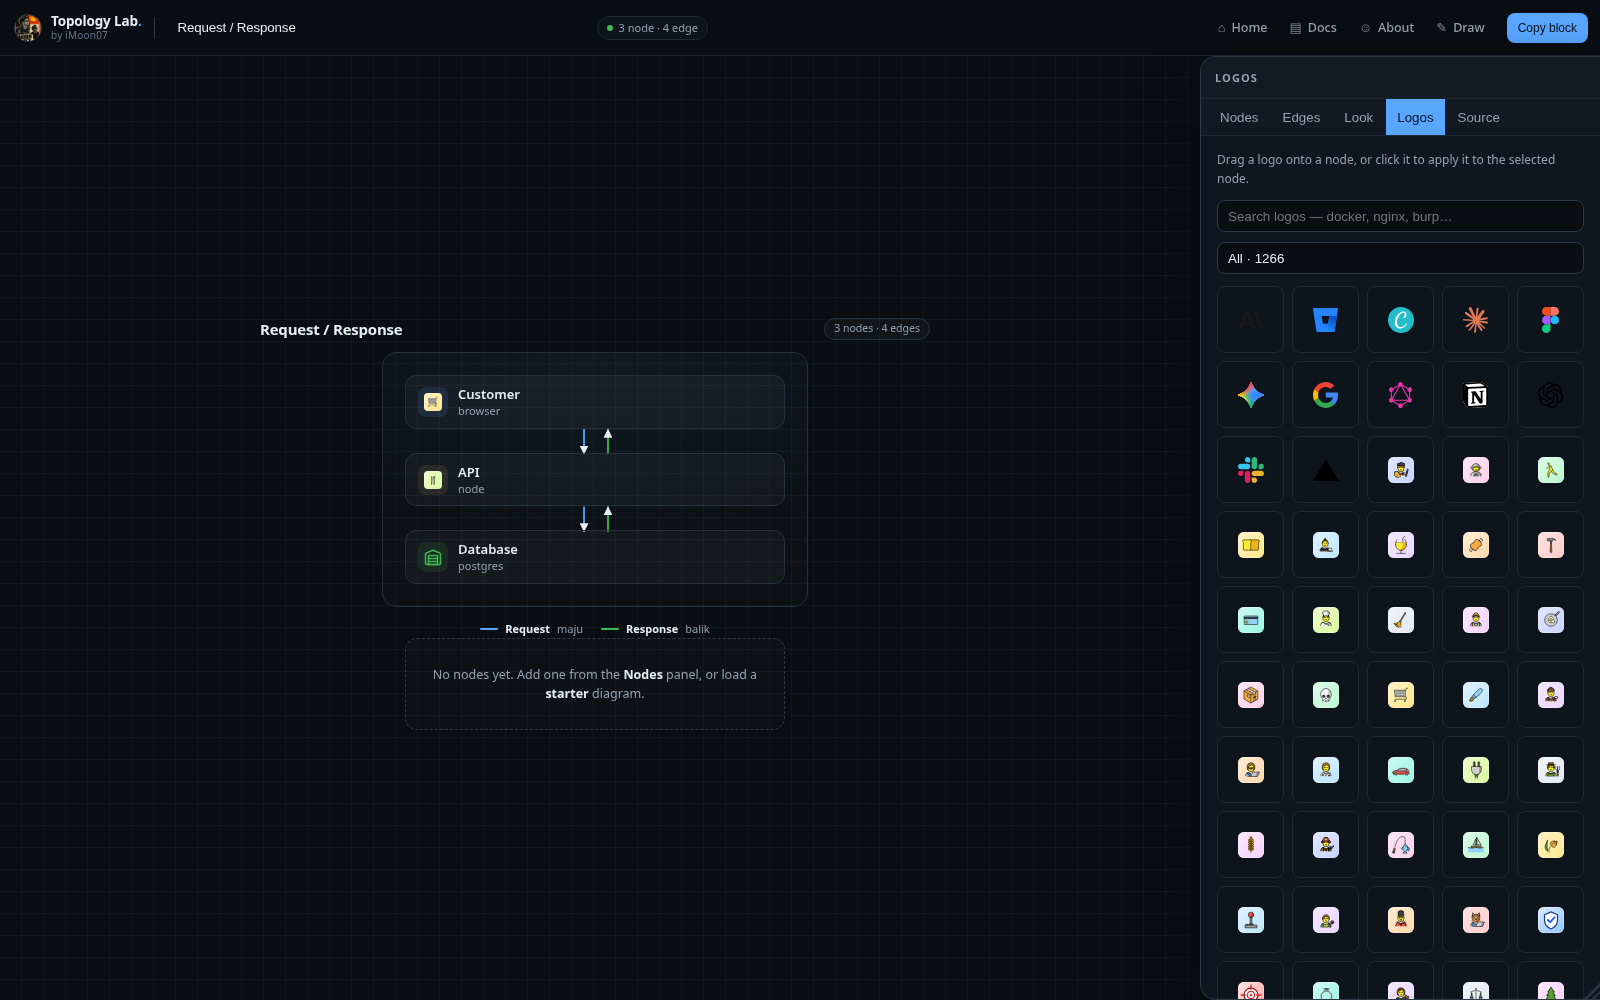 Topology Lab.
by iMoon07
Request / Response
3 node · 4 edge
Home
Docs
About
Draw
Copy block
LOGOS
Nodes
Edges
Look
Logos
Source
Drag a logo onto a node, or click it to apply it to the selected
node.
Search logos — docker, nginx, burp…
All · 1266
Request / Response
3 nodes · 4 edges
Customer
browser
API
node
Database
postgres
Request maju
Response balik
No nodes yet. Add one from the Nodes panel, or load a
starter diagram.